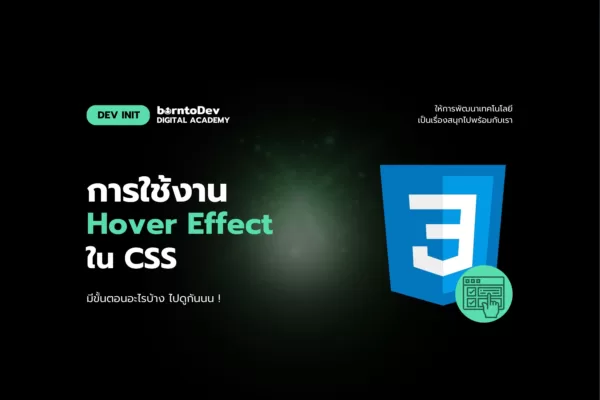 DEV INIT
borntoDev
DIGITAL ACADEMY
ให้การพัฒนาเทคโนโลยี
เป็นเรื่องสนุกไปพร้อมกับเรา
การใช้งาน
Hover Effect
ใน CSS
มีขั้นตอนอะไรบ้าง ไปดูกันนน !
3